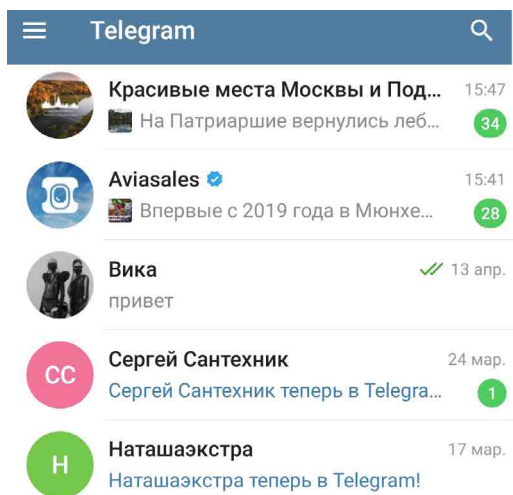 Telegram
Красивые места Москвы и Под... 15:47
На Патриаршие вернулись леб... 34
Aviasales 15:41
Впервые с 2019 года в Мюнхе... 28
Вика 13 апр.
привет
Сергей Сантехник 24 мар.
СС
Сергей Сантехник теперь в Telegra... 1
Наташаэкстра 17 мар.
Н
Наташаэкстра теперь в Telegram!